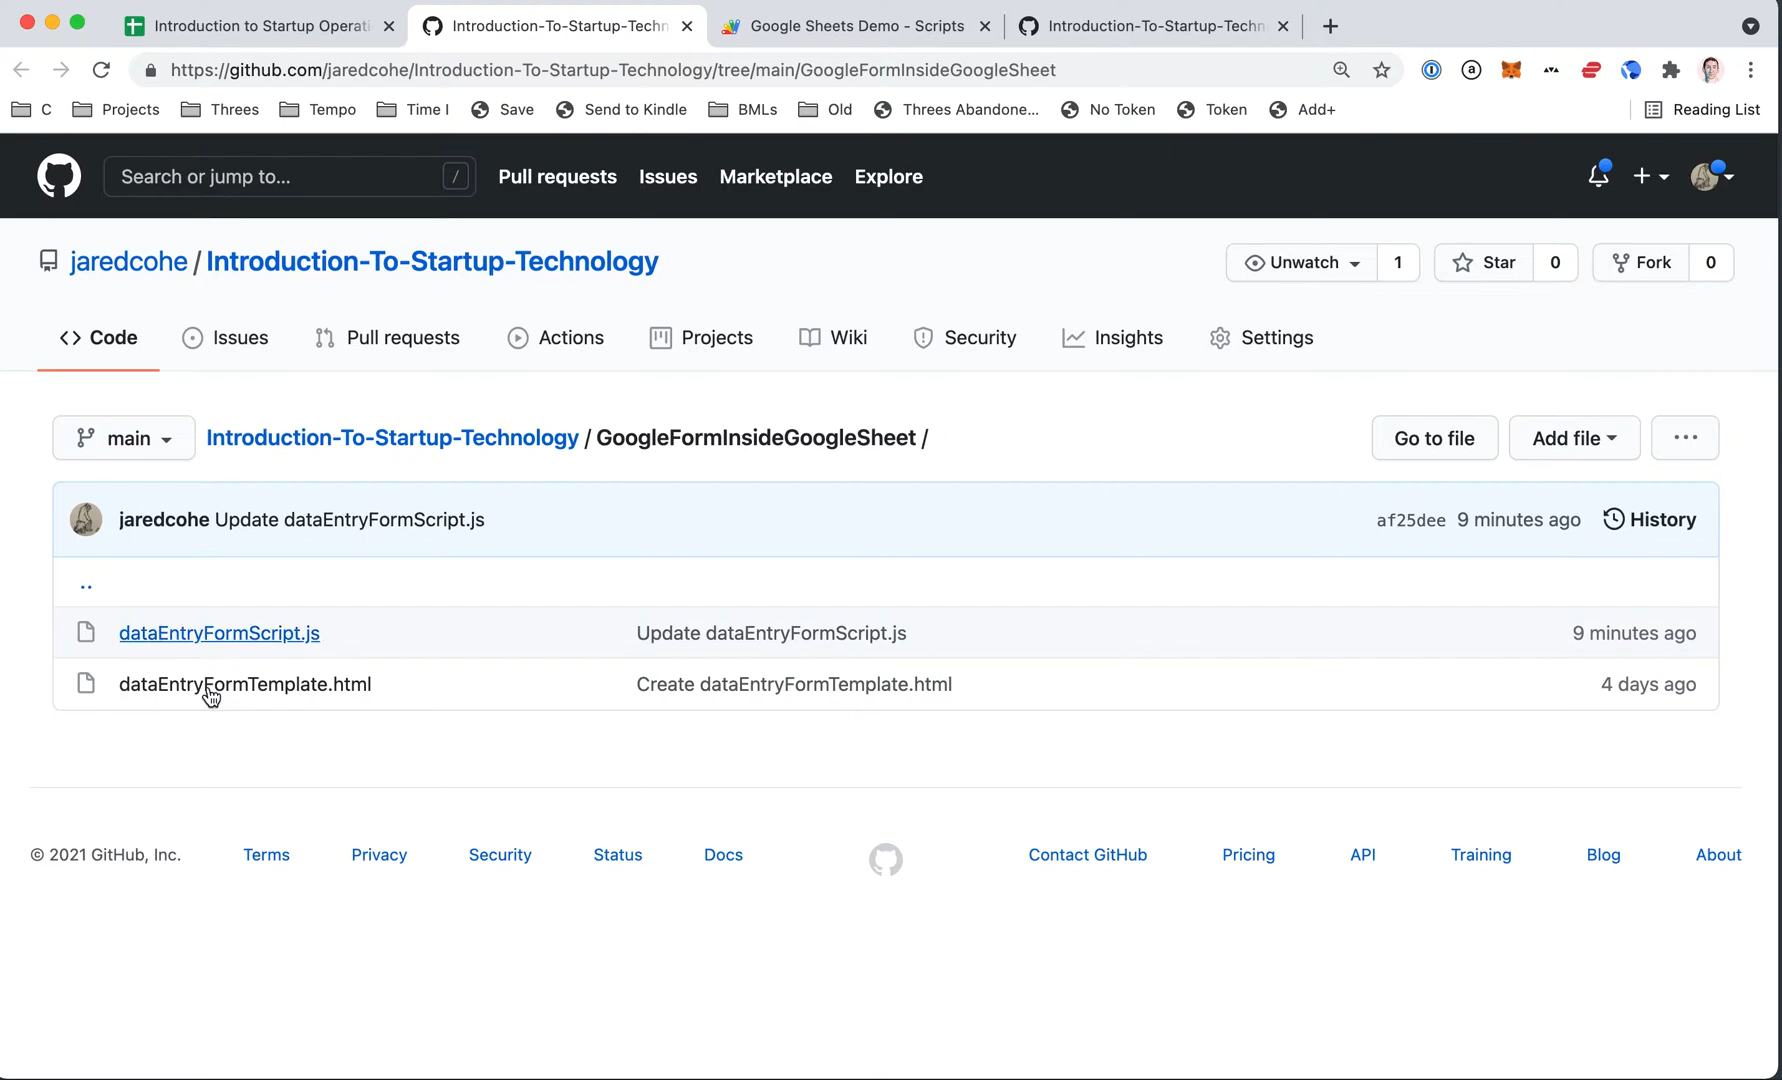 Introduction to Startup Operati
Introduction-To-Startup-Techn
Google Sheets Demo - Scripts
Introduction-To-Startup-Techn
https://github.com/jaredcohe/Introduction-To-Startup-Technology/tree/main/GoogleFormInsideGoogleSheet
C
Projects
Threes
Tempo
Time I
Save
Send to Kindle
BMLs
Old
Threes Abandone...
No Token
Token
Add+
Reading List
Search or jump to...
/
Pull requests
Issues
Marketplace
Explore
jaredcohe / Introduction-To-Startup-Technology
Unwatch 1
Star 0
Fork 0
Code
Issues
Pull requests
Actions
Projects
Wiki
Security
Insights
Settings
main
Introduction-To-Startup-Technology / GoogleFormInsideGoogleSheet /
Go to file
Add file
...
jaredcohe Update dataEntryFormScript.js
af25dee 9 minutes ago
History
..
dataEntryFormScript.js
Update dataEntryFormScript.js
9 minutes ago
dataEntryFormTemplate.html
Create dataEntryFormTemplate.html
4 days ago
© 2021 GitHub, Inc.
Terms
Privacy
Security
Status
Docs
Contact GitHub
Pricing
API
Training
Blog
About